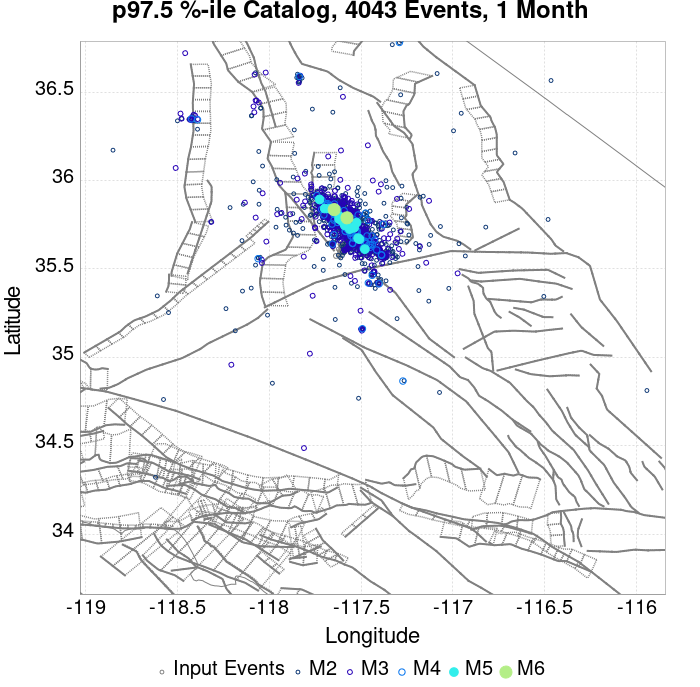 p97.5 %-ile Catalog, 4043 Events, 1 Month
36.5
36
35.5
35
34.5
34
Latitude
-119
-118.5
-118
-117.5
-117
-116.5
-116
Longitude
Input Events
M2
M3
M4
M5
M6